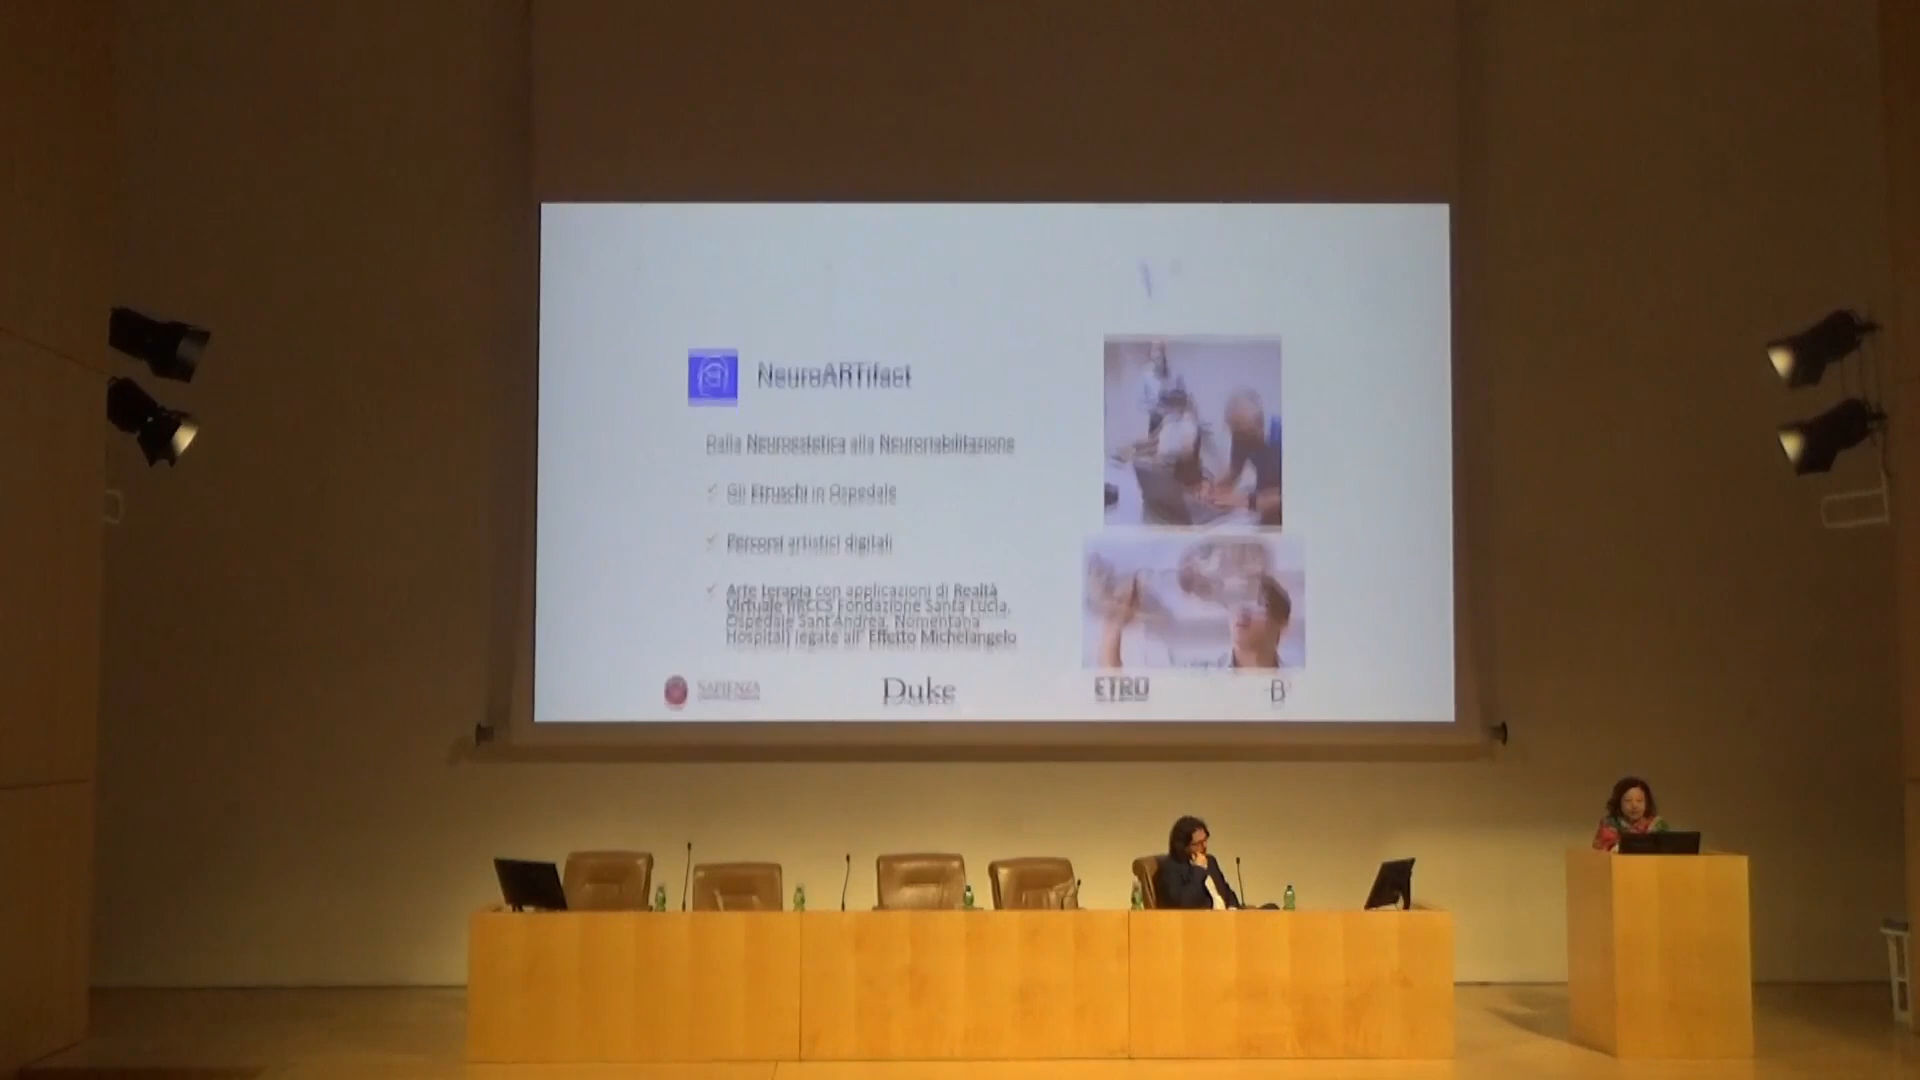 NeuroARTifact
Dalla Neuroestetica alla Neuroriabilitazione
✓ Gli Etruschi in Ospedale
✓ Percorsi artistici digitali
✓ Arte terapia con applicazioni di Realtà
Virtuale (IRCCS Fondazione Santa Lucia,
Ospedale Sant'Andrea, Nomentana
Hospital) legate all' Effetto Michelangelo
SAPIENZA
Duke
ETRO
B